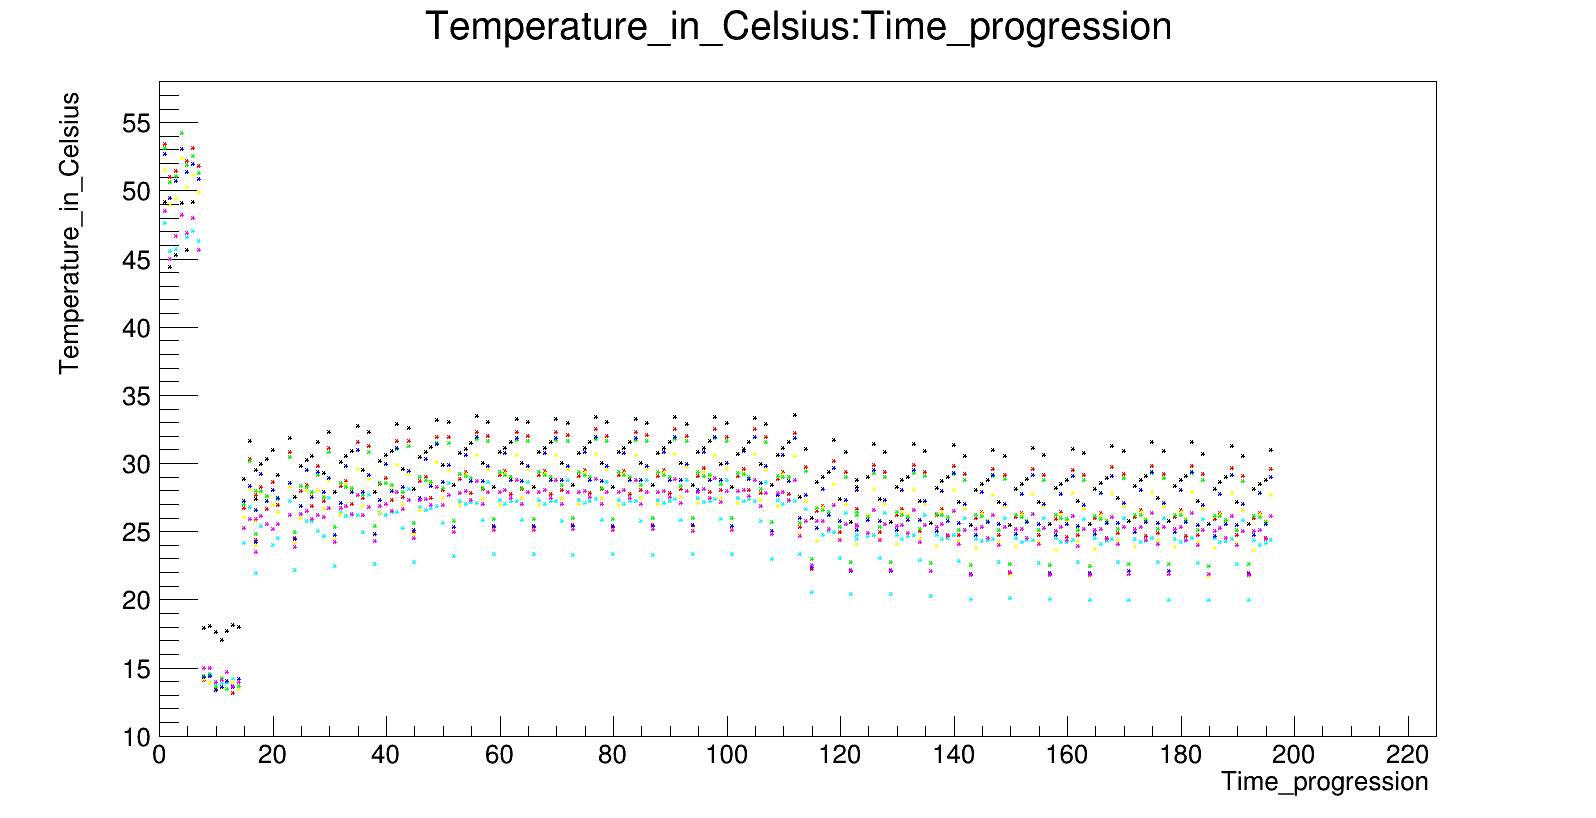 Temperature_in_Celsius:Time_progression
Temperature_in_Celsius
55
50
45
40
35
30
25
20
15
10
0 20 40 60 80 100 120 140 160 180 200 220
Time_progression